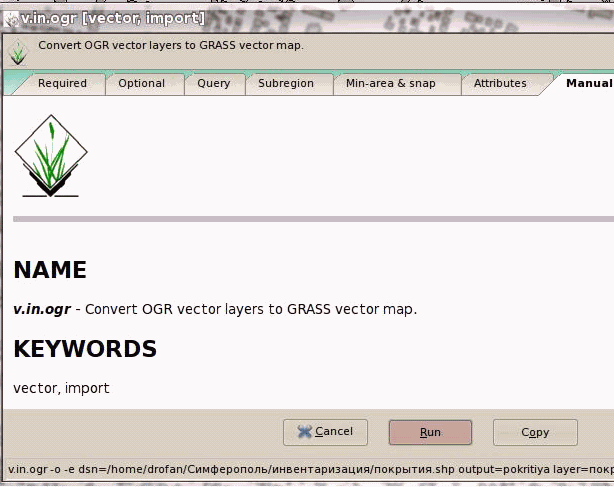 v.in.ogr [vector, import]
Convert OGR vector layers to GRASS vector map.
Required Optional Query Subregion Min-area & snap Attributes Manual
NAME
v.in.ogr - Convert OGR vector layers to GRASS vector map.
KEYWORDS
vector, import
Cancel Run Copy
v.in.ogr -o -e dsn=/home/drofan/Симферополь/инвентаризация/покрытия.shp output=pokritiya layer=покр